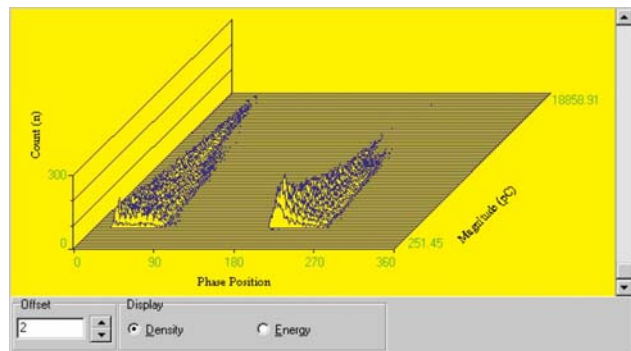 Count (n)
300
0
0 90 180 270 360
Phase Position
251.45
Magnitude (pC)
18858.91
Offset
2
Display
Density
Energy